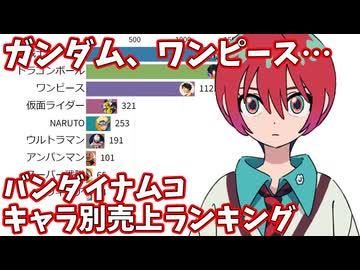 ガンダム、ワンピース…
500
ドラゴンボール
ワンピース 112
仮面ライダー 321
NARUTO 253
ウルトラマン 191
アンパンマン 101
バンダイナムコ
キャラ別売上ランキング